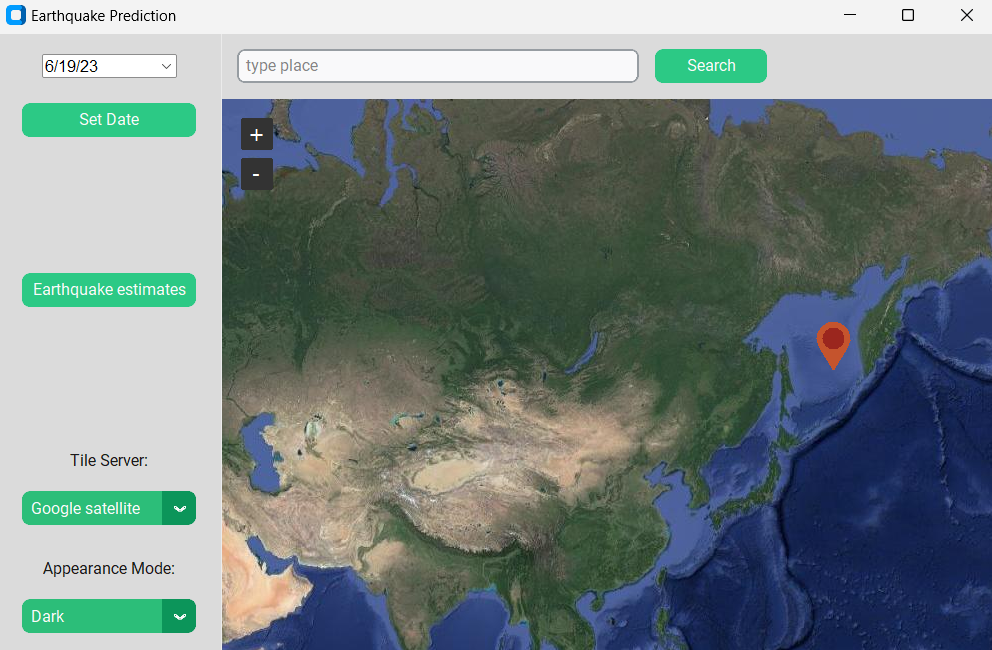 Earthquake Prediction
6/19/23
type place
Search
Set Date
+
-
Earthquake estimates
Tile Server:
Google satellite
Appearance Mode:
Dark